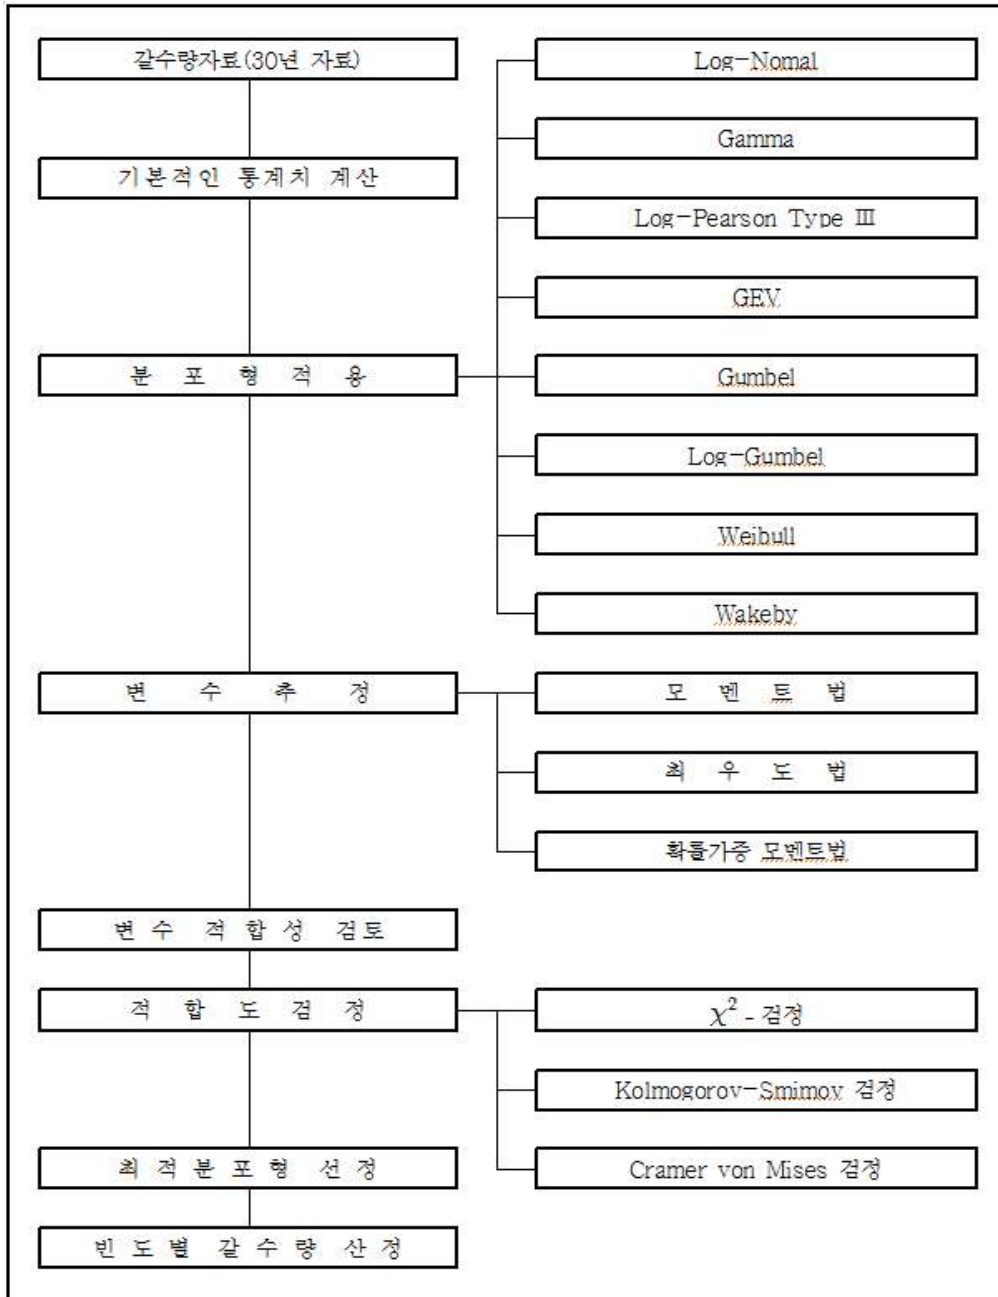 갈수량자료(30년 자료)
기본적인 통계치 계산
분 포 형 적 용
Log-Nomal
Gamma
Log-Pearson Type Ⅲ
GEV
Gumbel
Log-Gumbel
Weibull
Wakeby
변 수 추 정
모 멘 트 법
최 우 도 법
확률가중 모멘트법
변 수 적 합 성 검 토
적 합 도 검 정
χ² - 검정
Kolmogorov-Smimov 검정
Cramer von Mises 검정
최 적 분 포 형 선 정
빈 도 별 갈 수 량 산 정